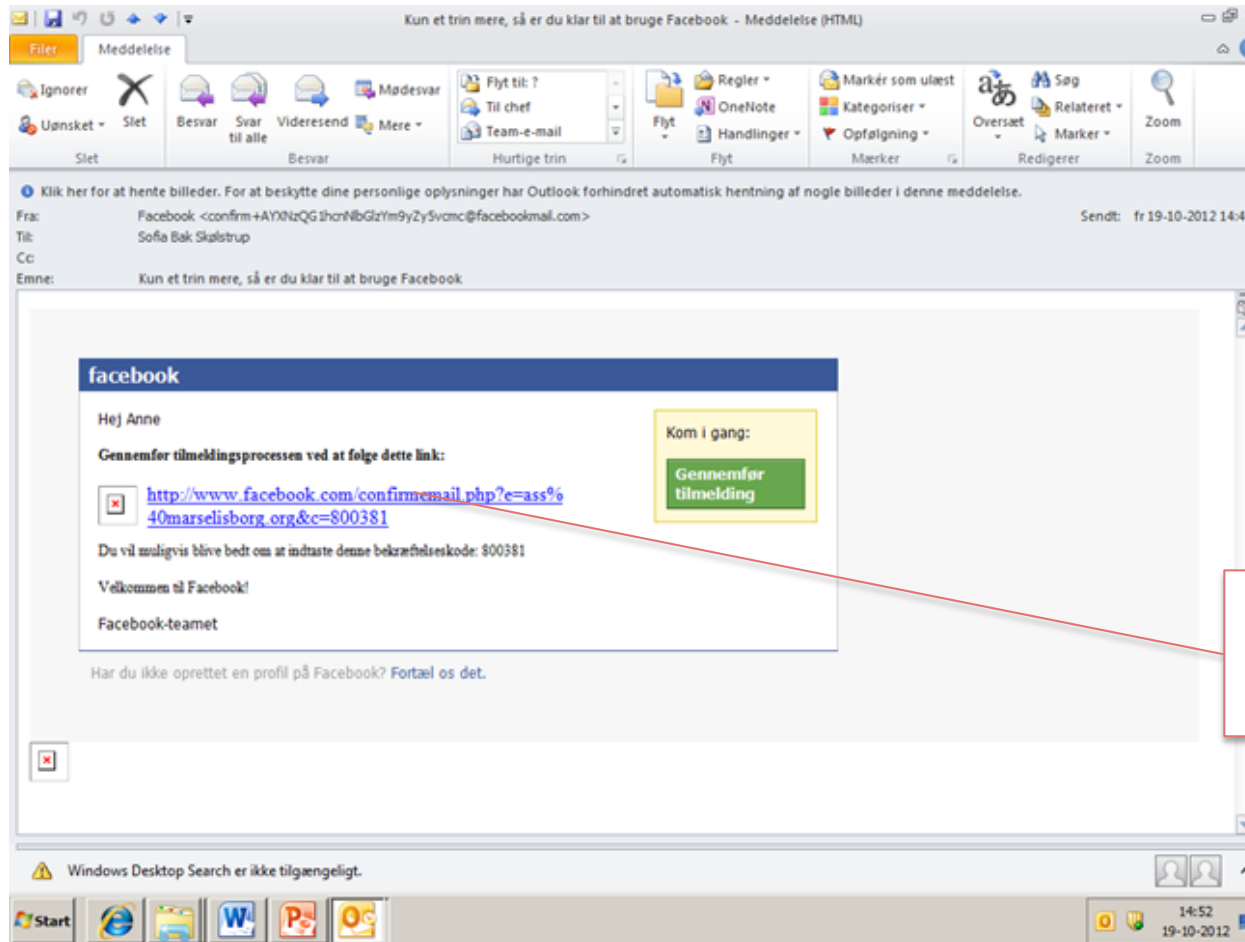 Kun et trin mere, så er du klar til at bruge Facebook - Meddelelse (HTML)
Filer Meddelelse
Ignorer
Uønsket
Slet
Besvar
Svar til alle
Videresend
Mødesvar
Mere
Flyt til: ?
Til chef
Team-e-mail
Flyt
Regler
OneNote
Handlinger
Markér som ulæst
Kategoriser
Opfølgning
Oversæt
Søg
Relateret
Marker
Zoom
Slet Besvar Hurtige trin Flyt Mærker Redigerer Zoom
Klik her for at hente billeder. For at beskytte dine personlige oplysninger har Outlook forhindret automatisk hentning af nogle billeder i denne meddelelse.
Fra: Facebook <confirm+AYXNzQG1hcnNlbGlzYm9yZy5vcmc@facebookmail.com> Sendt: fr 19-10-2012 14:4
Til: Sofia Bak Skølstrup
Cc:
Emne: Kun et trin mere, så er du klar til at bruge Facebook
facebook
Hej Anne
Gennemfør tilmeldingsprocessen ved at følge dette link:
http://www.facebook.com/confirmemail.php?e=ass%
40marselisborg.org&c=800381
Du vil muligvis blive bedt om at indtaste denne bekræftelseskode: 800381
Velkommen til Facebook!
Facebook-teamet
Kom i gang:
Gennemfør
tilmelding
Har du ikke oprettet en profil på Facebook? Fortæl os det.
Windows Desktop Search er ikke tilgængeligt.
Start
14:52
19-10-2012